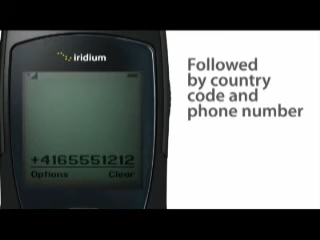 iridium
+4165551212
Options Clear
Followed
by country
code and
phone number